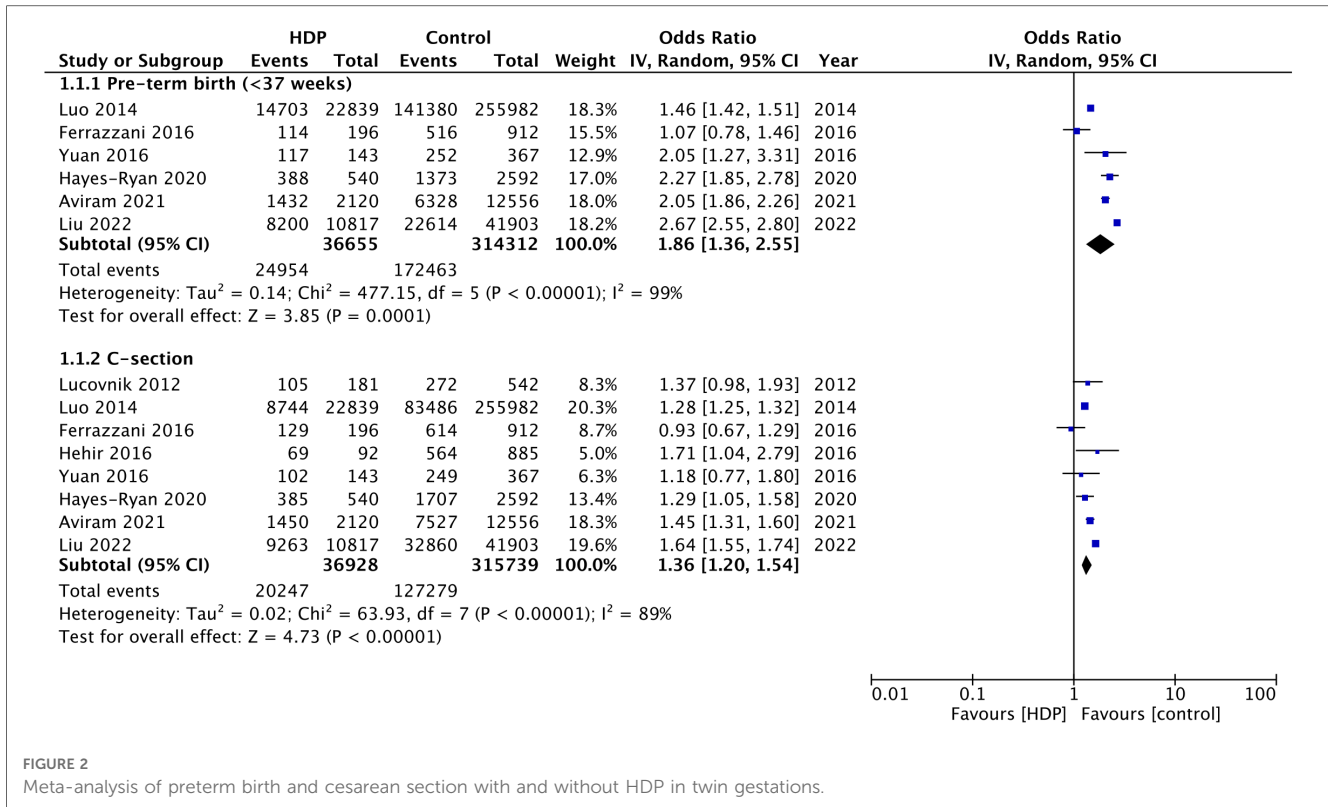 HDP Control Odds Ratio Odds Ratio
Study or Subgroup Events Total Events Total Weight IV, Random, 95% CI Year IV, Random, 95% CI
1.1.1 Pre-term birth (<37 weeks)
Luo 2014 14703 22839 141380 255982 18.3% 1.46 [1.42, 1.51] 2014
Ferrazzani 2016 114 196 516 912 15.5% 1.07 [0.78, 1.46] 2016
Yuan 2016 117 143 252 367 12.9% 2.05 [1.27, 3.31] 2016
Hayes-Ryan 2020 388 540 1373 2592 17.0% 2.27 [1.85, 2.78] 2020
Aviram 2021 1432 2120 6328 12556 18.0% 2.05 [1.86, 2.26] 2021
Liu 2022 8200 10817 22614 41903 18.2% 2.67 [2.55, 2.80] 2022
Subtotal (95% CI) 36655 314312 100.0% 1.86 [1.36, 2.55]
Total events 24954 172463
Heterogeneity: Tau² = 0.14; Chi² = 477.15, df = 5 (P < 0.00001); I² = 99%
Test for overall effect: Z = 3.85 (P = 0.0001)
1.1.2 C-section
Lucovnik 2012 105 181 272 542 8.3% 1.37 [0.98, 1.93] 2012
Luo 2014 8744 22839 83486 255982 20.3% 1.28 [1.25, 1.32] 2014
Ferrazzani 2016 129 196 614 912 8.7% 0.93 [0.67, 1.29] 2016
Hehir 2016 69 92 564 885 5.0% 1.71 [1.04, 2.79] 2016
Yuan 2016 102 143 249 367 6.3% 1.18 [0.77, 1.80] 2016
Hayes-Ryan 2020 385 540 1707 2592 13.4% 1.29 [1.05, 1.58] 2020
Aviram 2021 1450 2120 7527 12556 18.3% 1.45 [1.31, 1.60] 2021
Liu 2022 9263 10817 32860 41903 19.6% 1.64 [1.55, 1.74] 2022
Subtotal (95% CI) 36928 315739 100.0% 1.36 [1.20, 1.54]
Total events 20247 127279
Heterogeneity: Tau² = 0.02; Chi² = 63.93, df = 7 (P < 0.00001); I² = 89%
Test for overall effect: Z = 4.73 (P < 0.00001)
0.01 0.1 1 10 100
Favours [HDP] Favours [control]
FIGURE 2
Meta-analysis of preterm birth and cesarean section with and without HDP in twin gestations.